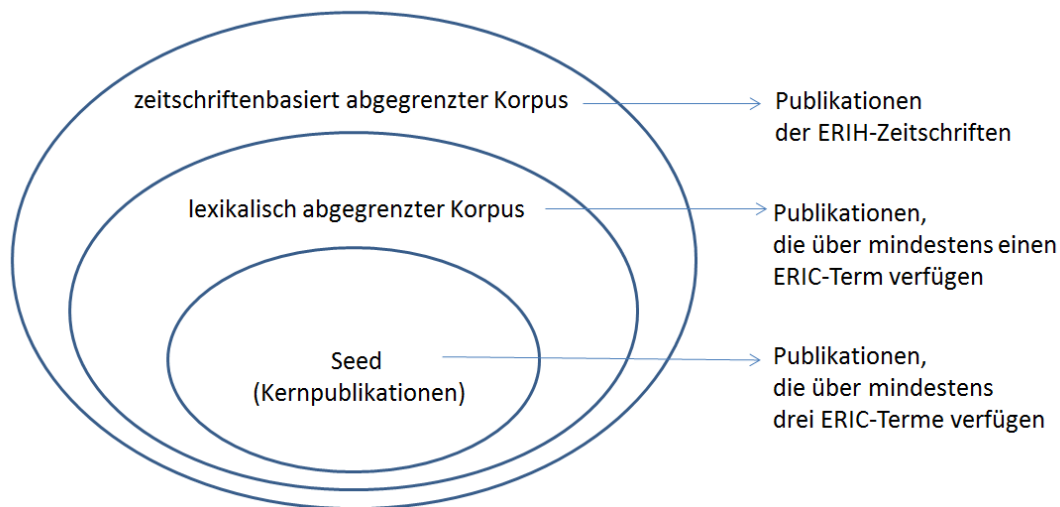 zeitschriftenbasiert abgegrenzter Korpus
Publikationen
der ERIH-Zeitschriften
lexikalisch abgegrenzter Korpus
Publikationen,
die über mindestens einen
ERIC-Term verfügen
Seed
(Kernpublikationen)
Publikationen,
die über mindestens
drei ERIC-Terme verfügen